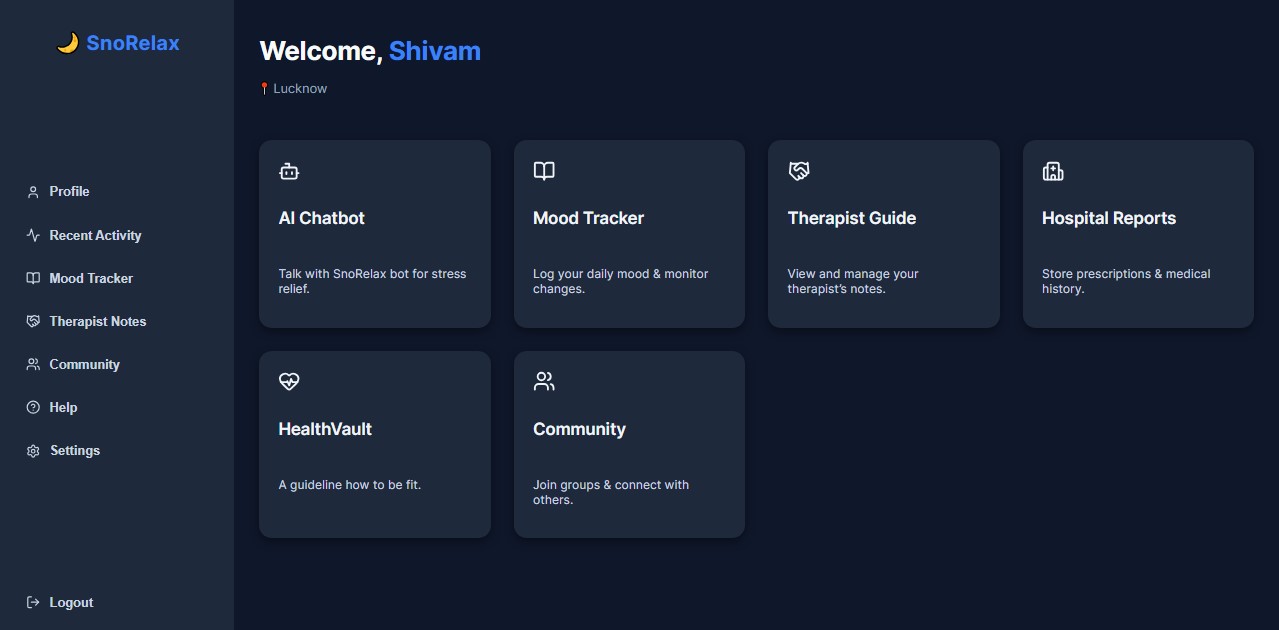 SnoRelax
Profile
Recent Activity
Mood Tracker
Therapist Notes
Community
Help
Settings
Logout
Welcome, Shivam
Lucknow
AI Chatbot
Talk with SnoRelax bot for stress
relief.
Mood Tracker
Log your daily mood & monitor
changes.
Therapist Guide
View and manage your
therapist’s notes.
Hospital Reports
Store prescriptions & medical
history.
HealthVault
A guideline how to be fit.
Community
Join groups & connect with
others.